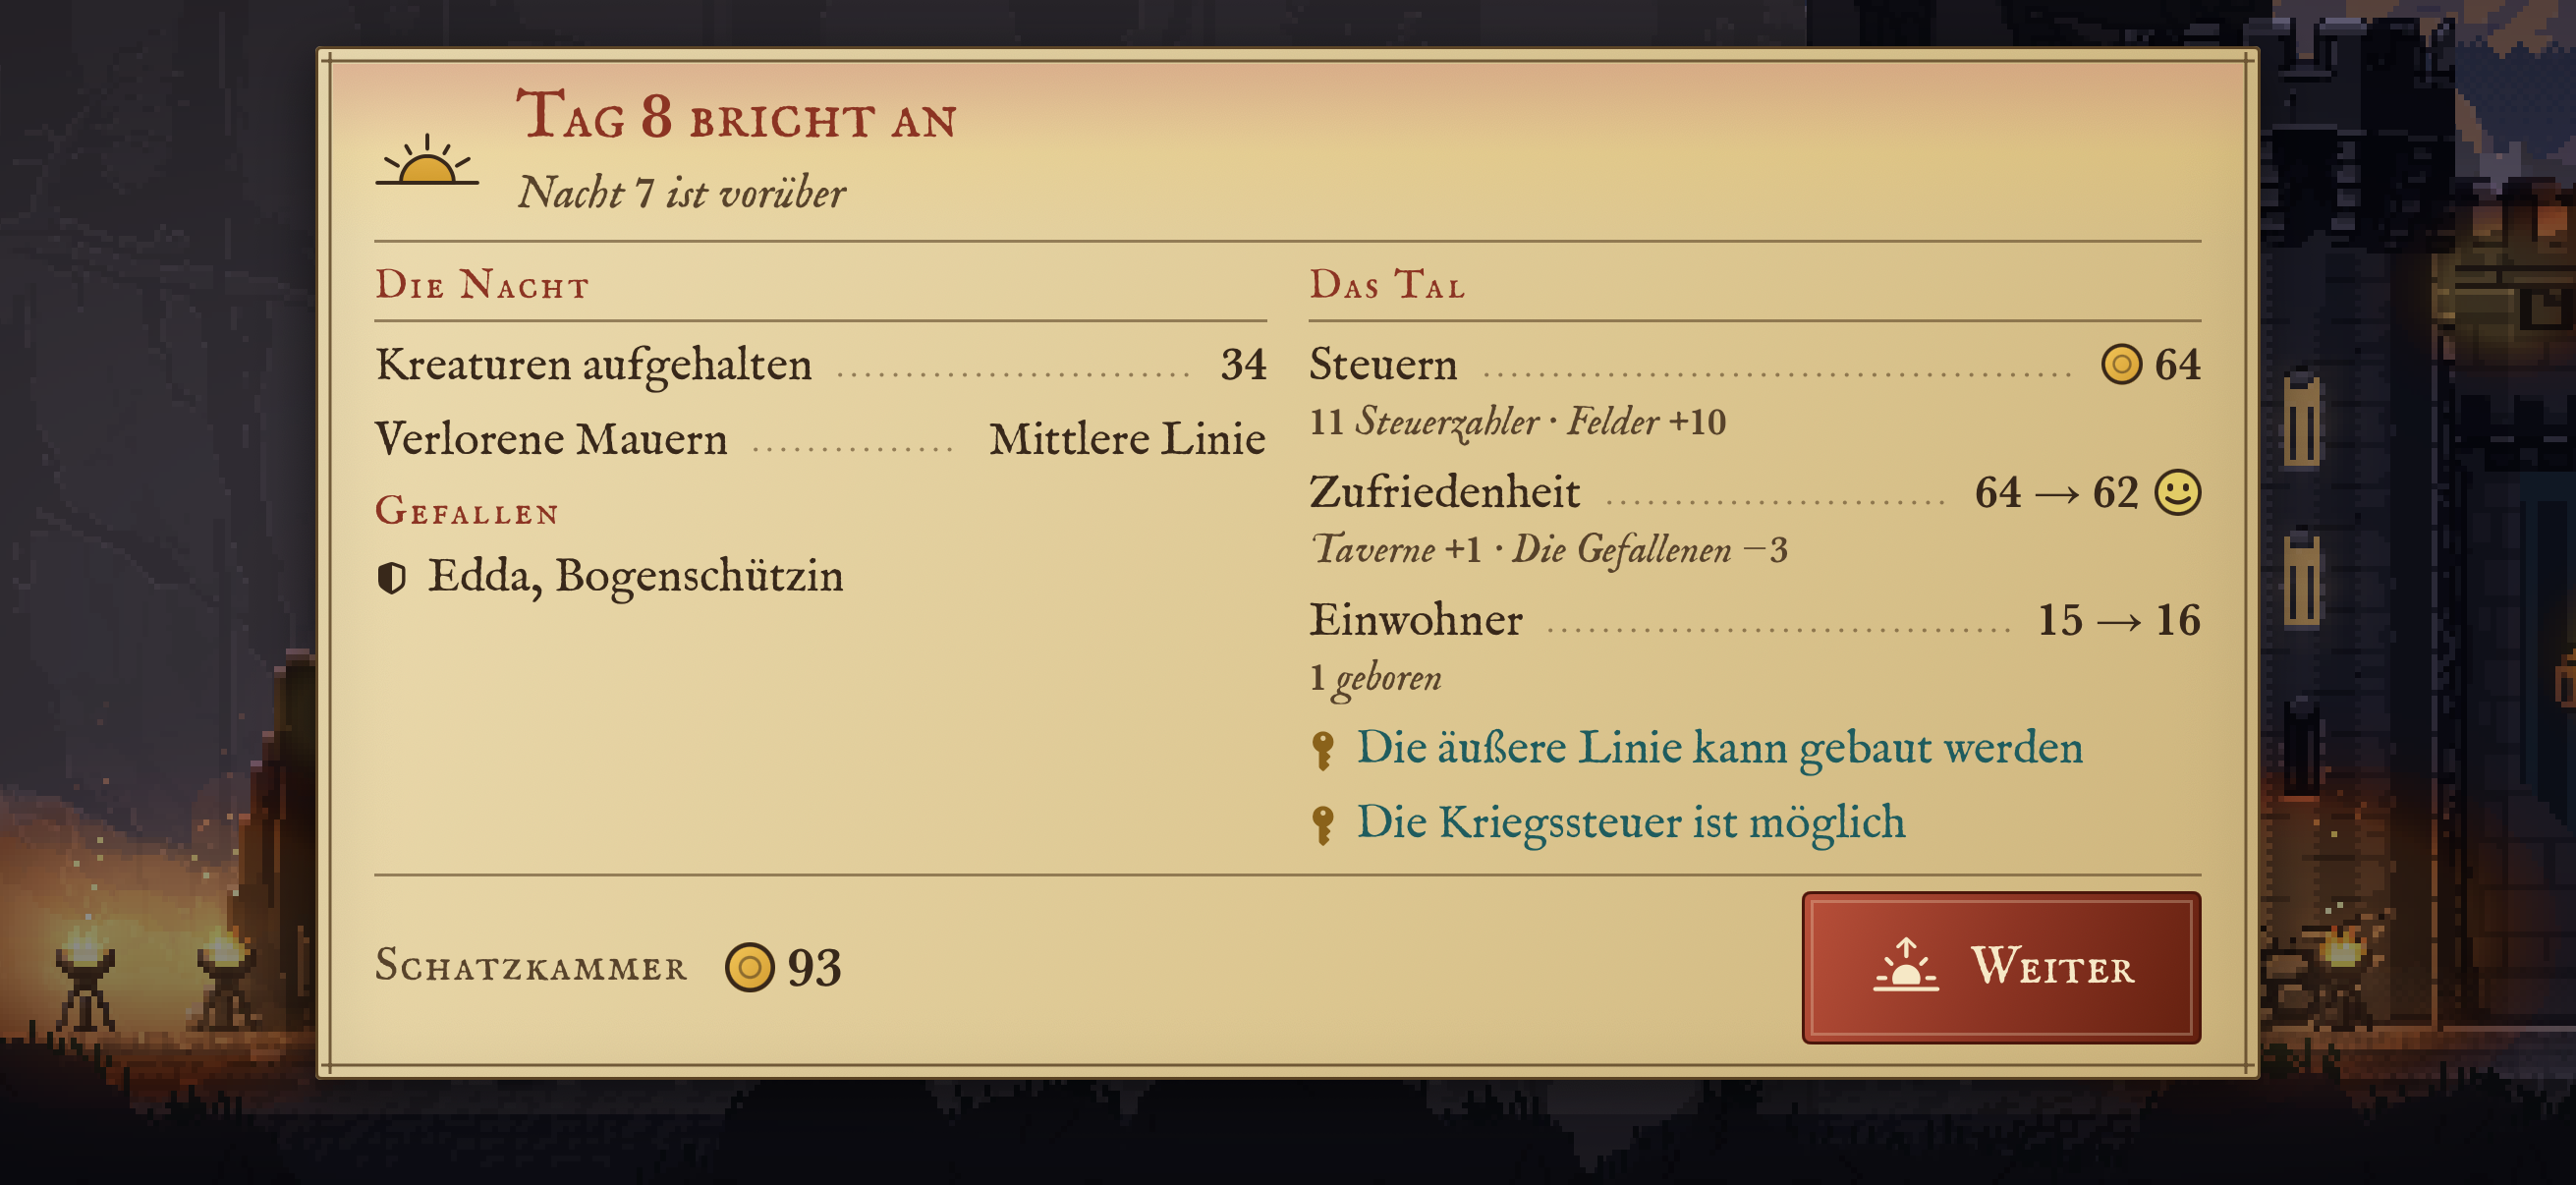 Tag 8 bricht an
Nacht 7 ist vorüber
Die Nacht
Kreaturen aufgehalten 34
Verlorene Mauern Mittlere Linie
Gefallen
Edda, Bogenschützin
Das Tal
Steuern 64
11 Steuerzahler · Felder +10
Zufriedenheit 64 → 62
Taverne +1 · Die Gefallenen −3
Einwohner 15 → 16
1 geboren
Die äußere Linie kann gebaut werden
Die Kriegssteuer ist möglich
Schatzkammer 93
Weiter